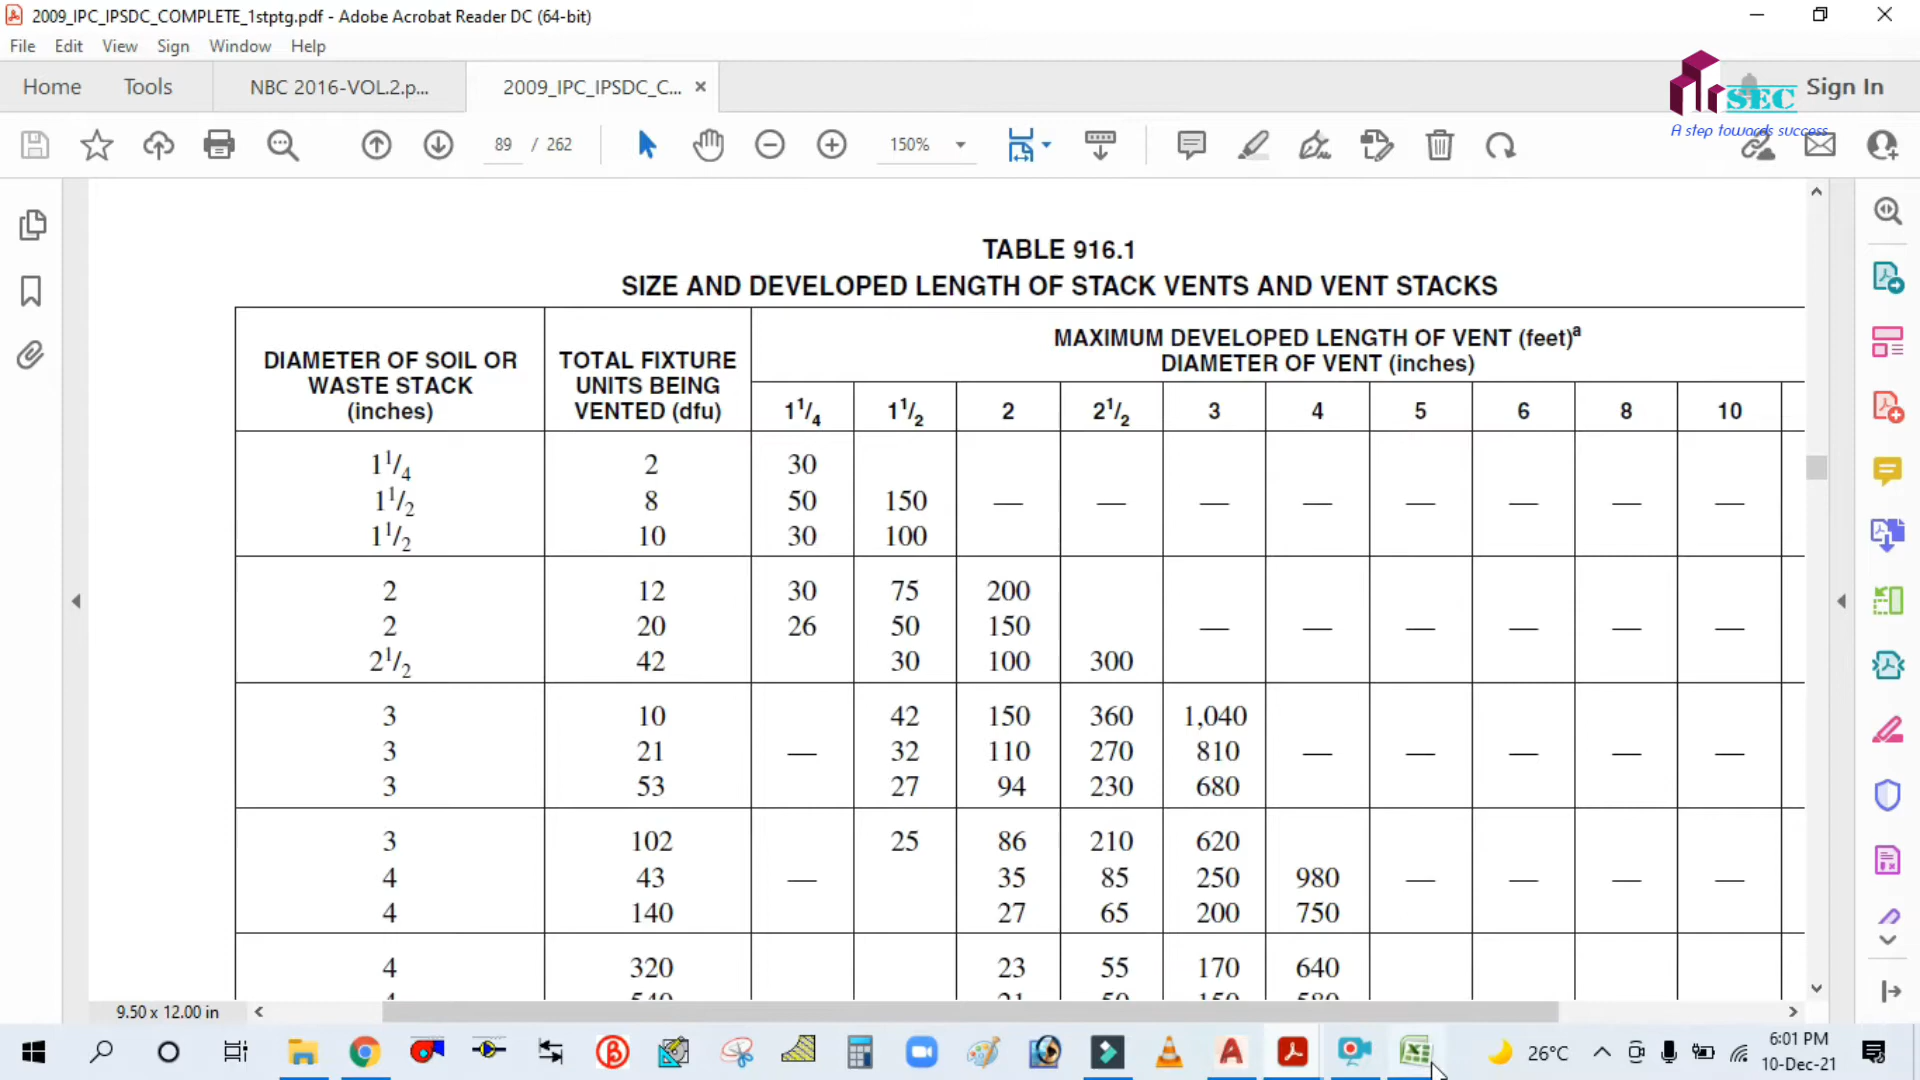 2009_IPC_IPSDC_COMPLETE_1stptg.pdf - Adobe Acrobat Reader DC (64-bit)
File Edit View Sign Window Help
Home Tools NBC 2016-VOL.2.p... 2009_IPC_IPSDC_C... × Sign In
SEC
A step towards success
89 / 262 150%
TABLE 916.1
SIZE AND DEVELOPED LENGTH OF STACK VENTS AND VENT STACKS
DIAMETER OF SOIL OR WASTE STACK (inches)
TOTAL FIXTURE UNITS BEING VENTED (dfu)
MAXIMUM DEVELOPED LENGTH OF VENT (feet)ᵃ
DIAMETER OF VENT (inches)
1 1/4 1 1/2 2 2 1/2 3 4 5 6 8 10
1 1/4 2 30
1 1/2 8 50 150 — — — — — — — —
1 1/2 10 30 100
2 12 30 75 200
2 20 26 50 150 — — — — — —
2 1/2 42 30 100 300
3 10 42 150 360 1,040
3 21 — 32 110 270 810 — — — — —
3 53 27 94 230 680
3 102 25 86 210 620
4 43 — 35 85 250 980 — — — —
4 140 27 65 200 750
4 320 23 55 170 640
4 540 21 50 150 580
9.50 x 12.00 in
26°C
6:01 PM
10-Dec-21